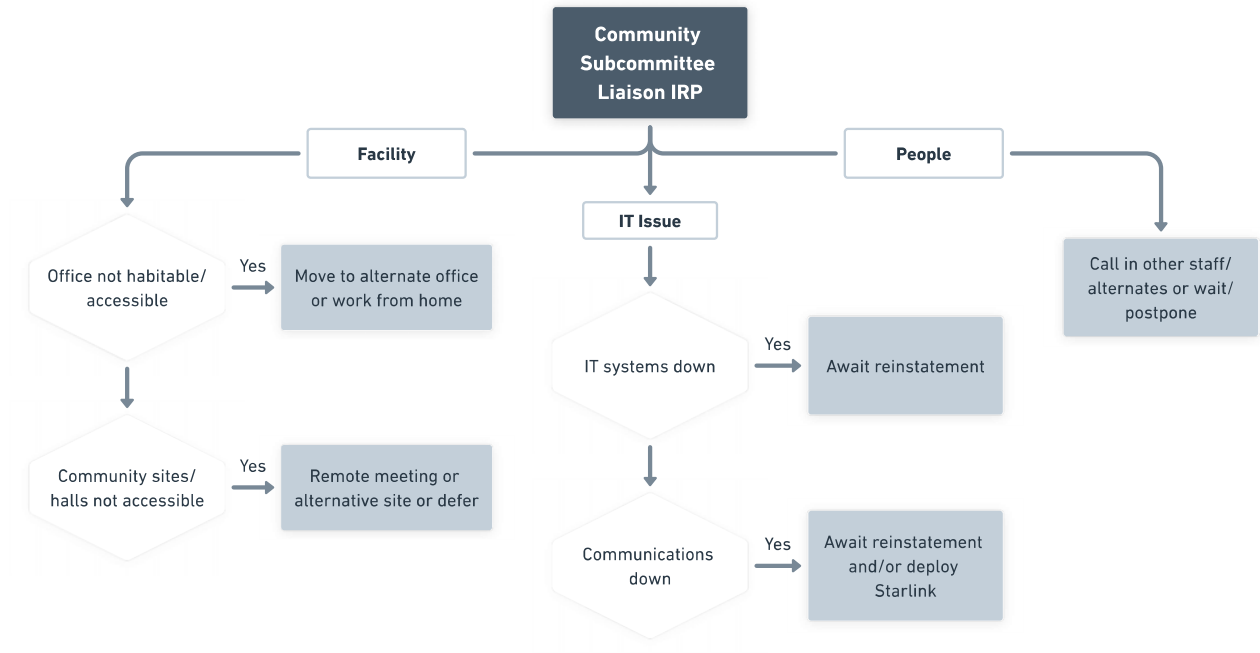 Community
Subcommittee
Liaison IRP
Facility
People
IT Issue
Office not habitable/
accessible
Yes
Move to alternate office
or work from home
Call in other staff/
alternates or wait/
postpone
IT systems down
Yes
Await reinstatement
Community sites/
halls not accessible
Yes
Remote meeting or
alternative site or defer
Communications
down
Yes
Await reinstatement
and/or deploy
Starlink